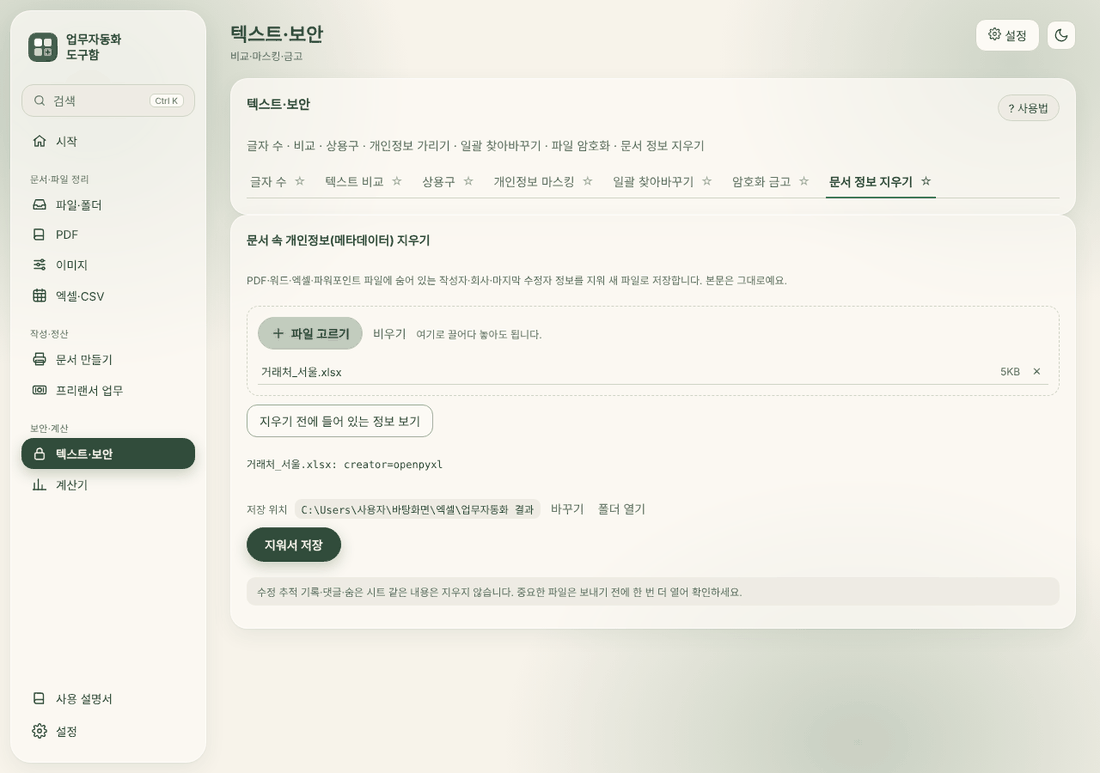 업무자동화
도구함
검색 Ctrl K
시작
문서·파일 정리
파일·폴더
PDF
이미지
엑셀·CSV
작성·정산
문서 만들기
프리랜서 업무
보안·계산
텍스트·보안
계산기
사용 설명서
설정
텍스트·보안
비교·마스킹·금고
설정
텍스트·보안
? 사용법
글자 수 · 비교 · 상용구 · 개인정보 가리기 · 일괄 찾아바꾸기 · 파일 암호화 · 문서 정보 지우기
글자 수 ☆ 텍스트 비교 ☆ 상용구 ☆ 개인정보 마스킹 ☆ 일괄 찾아바꾸기 ☆ 암호화 금고 ☆ 문서 정보 지우기 ☆
문서 속 개인정보(메타데이터) 지우기
PDF·워드·엑셀·파워포인트 파일에 숨어 있는 작성자·회사·마지막 수정자 정보를 지워 새 파일로 저장합니다. 본문은 그대로예요.
+ 파일 고르기 비우기 여기로 끌어다 놓아도 됩니다.
거래처_서울.xlsx 5KB ×
지우기 전에 들어 있는 정보 보기
거래처_서울.xlsx: creator=openpyxl
저장 위치 C:\Users\사용자\바탕화면\엑셀\업무자동화 결과 바꾸기 폴더 열기
지워서 저장
수정 추적 기록·댓글·숨은 시트 같은 내용은 지우지 않습니다. 중요한 파일은 보내기 전에 한 번 더 열어 확인하세요.